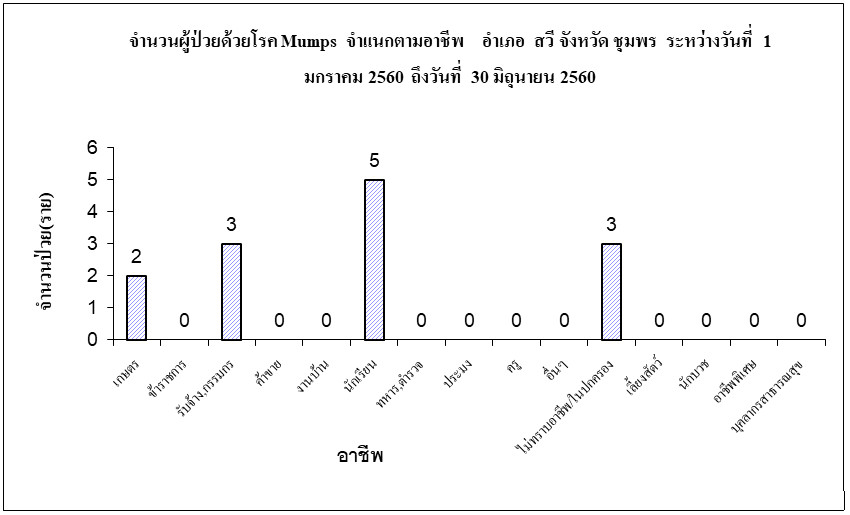 จำนวนผู้ป่วยด้วยโรค Mumps จำแนกตามอาชีพ อำเภอ สวี จังหวัด ชุมพร ระหว่างวันที่ 1
มกราคม 2560 ถึงวันที่ 30 มิถุนายน 2560
จำนวนป่วย(ราย)
6
5
4
3
2
1
0
2
0
3
0
0
5
0
0
0
0
3
0
0
0
0
เกษตร
ข้าราชการ
รับจ้าง,กรรมกร
ค้าขาย
งานบ้าน
นักเรียน
ทหาร,ตำรวจ
ประมง
ครู
อื่นๆ
ไม่ทราบอาชีพ/ในปกครอง
เลี้ยงสัตว์
นักบวช
อาชีพพิเศษ
บุคลากรสาธารณสุข
อาชีพ